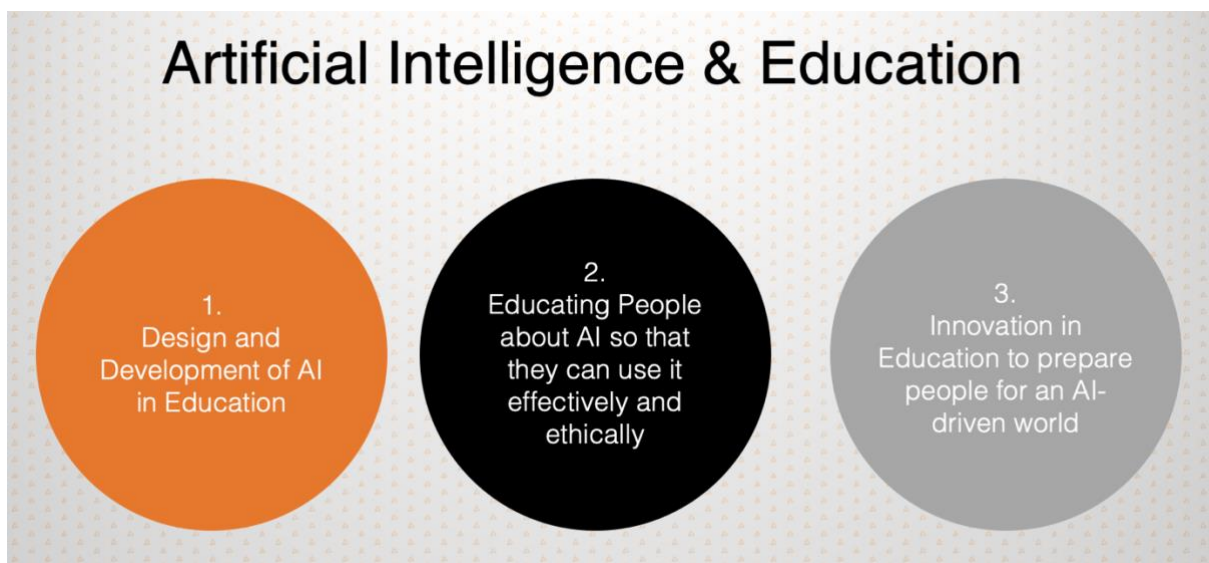 Artificial Intelligence & Education
1.
Design and
Development of AI
in Education
2.
Educating People
about AI so that
they can use it
effectively and
ethically
3.
Innovation in
Education to prepare
people for an AI-
driven world